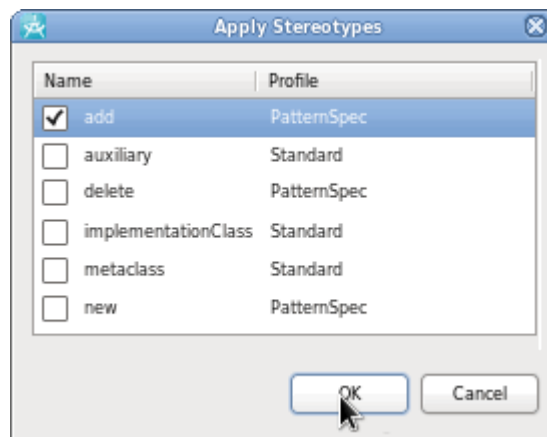 Apply Stereotypes
Name Profile
add PatternSpec
auxiliary Standard
delete PatternSpec
implementationClass Standard
metaclass Standard
new PatternSpec
OK Cancel